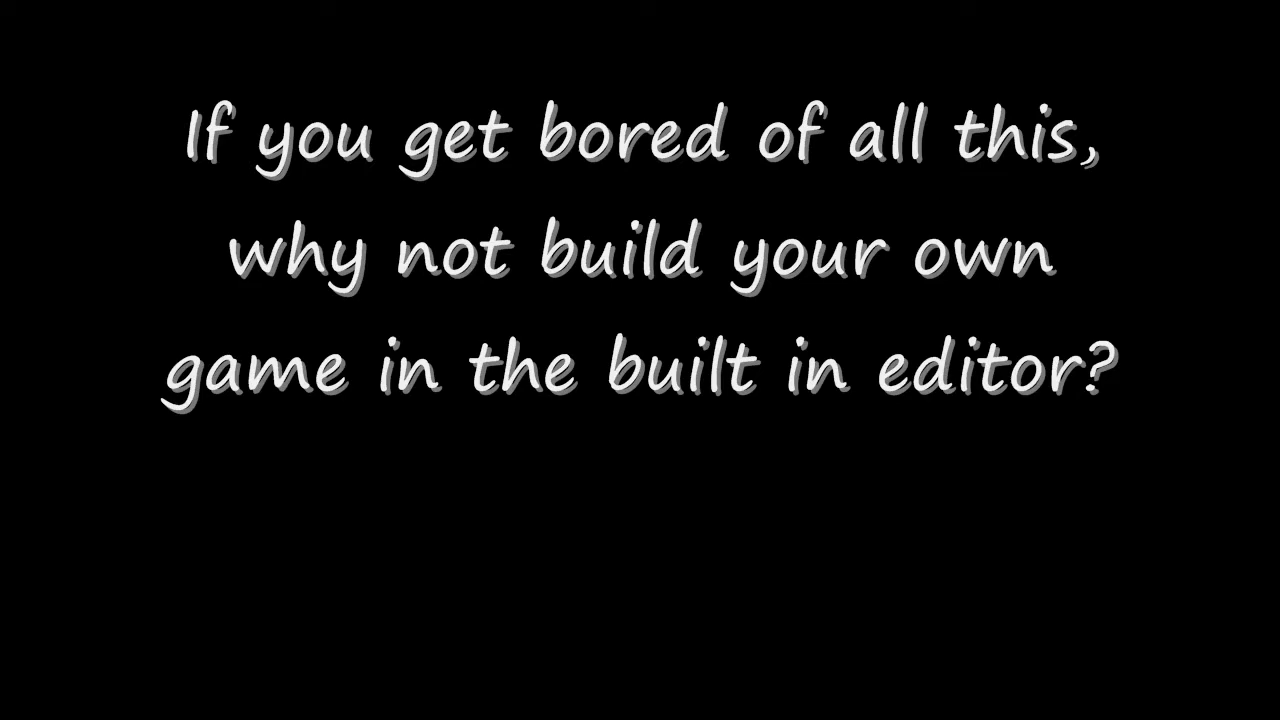 If you get bored of all this,
why not build your own
game in the built in editor?